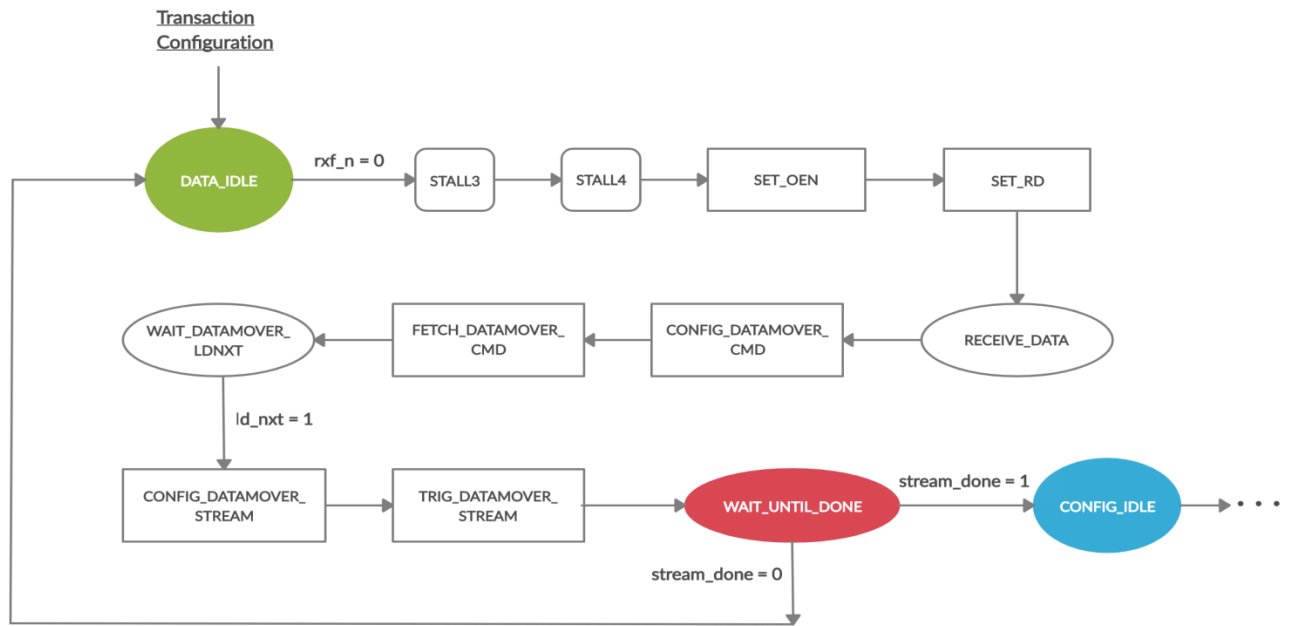 Transaction
Configuration
DATA_IDLE
rxf_n = 0
STALL3
STALL4
SET_OEN
SET_RD
WAIT_DATAMOVER_
LDNXT
FETCH_DATAMOVER_
CMD
CONFIG_DATAMOVER_
CMD
RECEIVE_DATA
ld_nxt = 1
CONFIG_DATAMOVER_
STREAM
TRIG_DATAMOVER_
STREAM
WAIT_UNTIL_DONE
stream_done = 1
CONFIG_IDLE
• • •
stream_done = 0